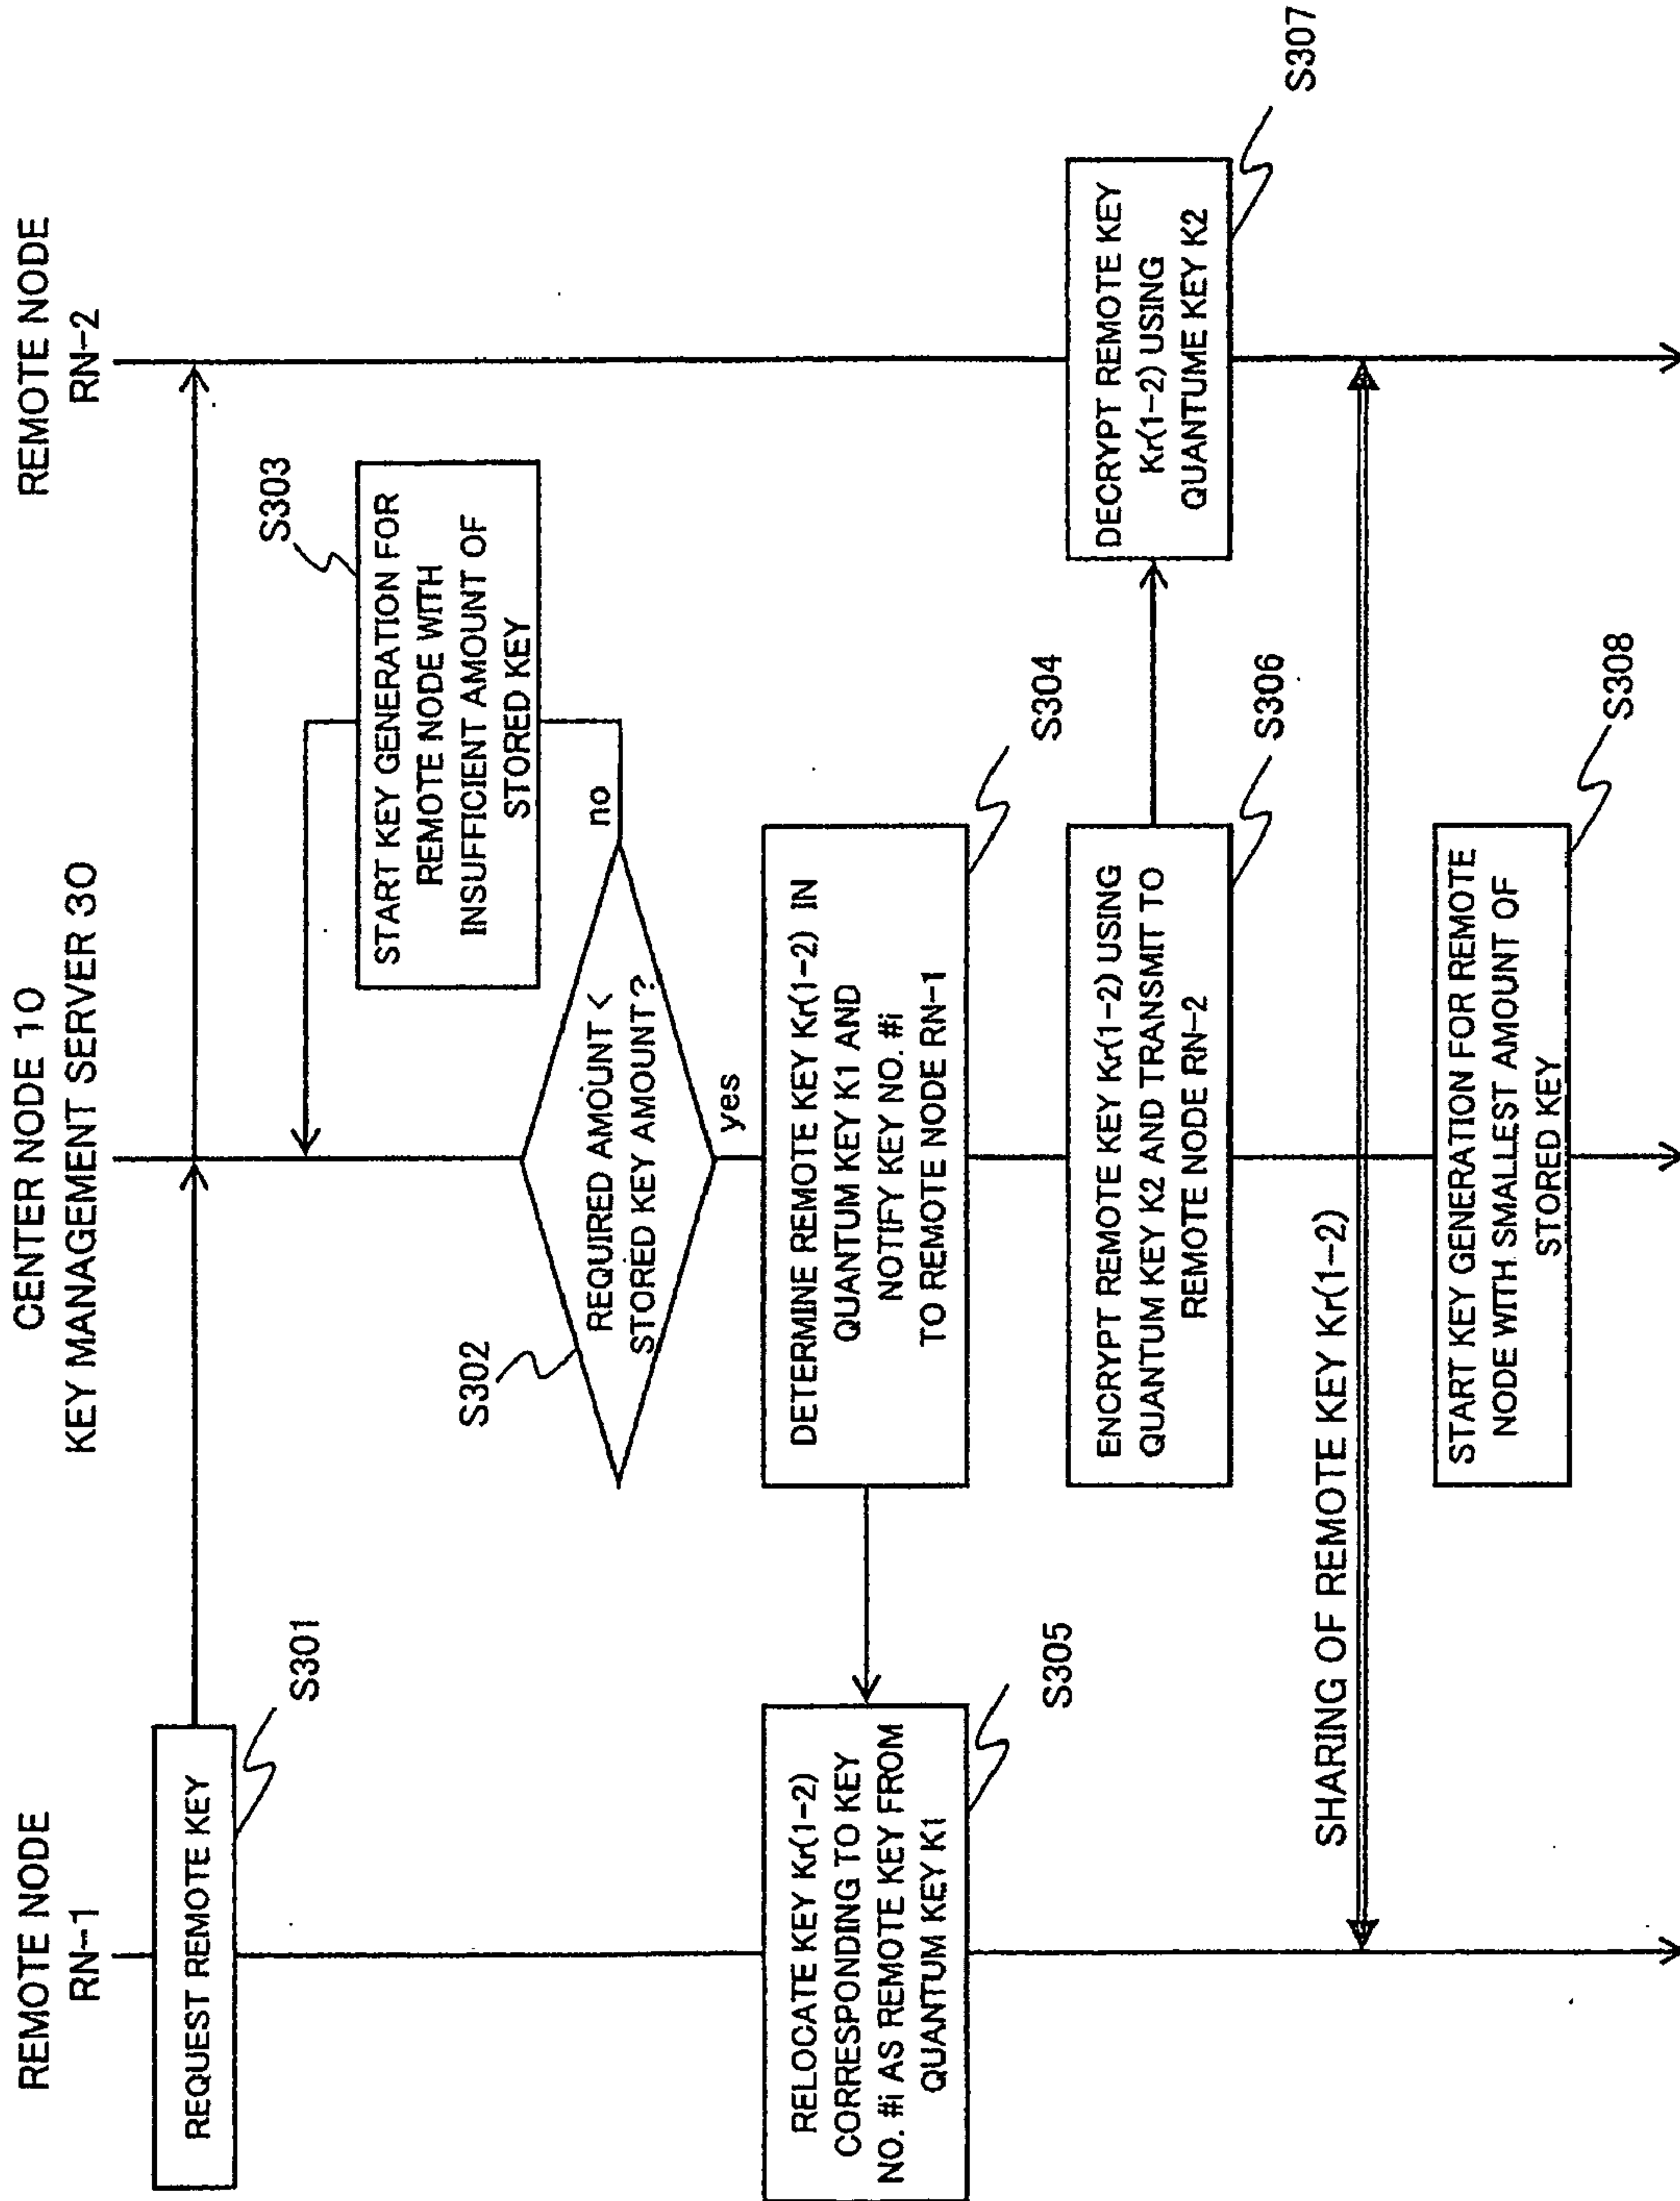 REMOTE NODE
RN-1
CENTER NODE 10
KEY MANAGEMENT SERVER 30
REMOTE NODE
RN-2
REQUEST REMOTE KEY
S301
START KEY GENERATION FOR
REMOTE NODE WITH
INSUFFICIENT AMOUNT OF
STORED KEY
S303
S302
REQUIRED AMOUNT <
STORED KEY AMOUNT?
no
yes
DETERMINE REMOTE KEY Kr(1-2) IN
QUANTUM KEY K1 AND
NOTIFY KEY NO. #i
TO REMOTE NODE RN-1
S304
RELOCATE KEY Kr(1-2)
CORRESPONDING TO KEY
NO. #i AS REMOTE KEY FROM
QUANTUM KEY K1
S305
ENCRYPT REMOTE KEY Kr(1-2) USING
QUANTUM KEY K2 AND TRANSMIT TO
REMOTE NODE RN-2
S306
DECRYPT REMOTE KEY
Kr(1-2) USING
QUANTUME KEY K2
S307
SHARING OF REMOTE KEY Kr(1-2)
START KEY GENERATION FOR REMOTE
NODE WITH SMALLEST AMOUNT OF
STORED KEY
S308